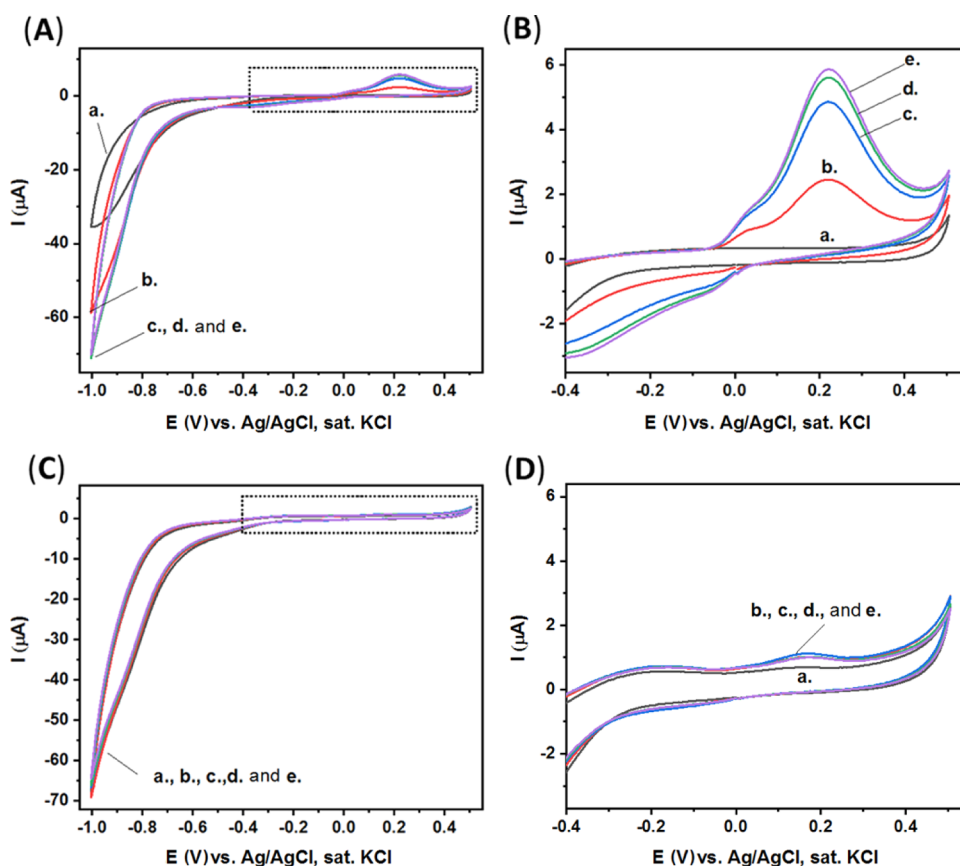 (A)
10
0
-20
-40
-60
I (μA)
a.
b.
c., d. and e.
-1.0 -0.8 -0.6 -0.4 -0.2 0.0 0.2 0.4
E (V) vs. Ag/AgCl, sat. KCl
(B)
6
4
2
0
-2
I (μA)
e.
d.
c.
b.
a.
-0.4 -0.2 0.0 0.2 0.4
E (V) vs. Ag/AgCl, sat. KCl
(C)
0
-10
-20
-30
-40
-50
-60
-70
I (μA)
a., b., c.,d. and e.
-1.0 -0.8 -0.6 -0.4 -0.2 0.0 0.2 0.4
E (V) vs. Ag/AgCl, sat. KCl
(D)
6
4
2
0
-2
I (μA)
b., c., d., and e.
a.
-0.4 -0.2 0.0 0.2 0.4
E (V) vs. Ag/AgCl, sat. KCl